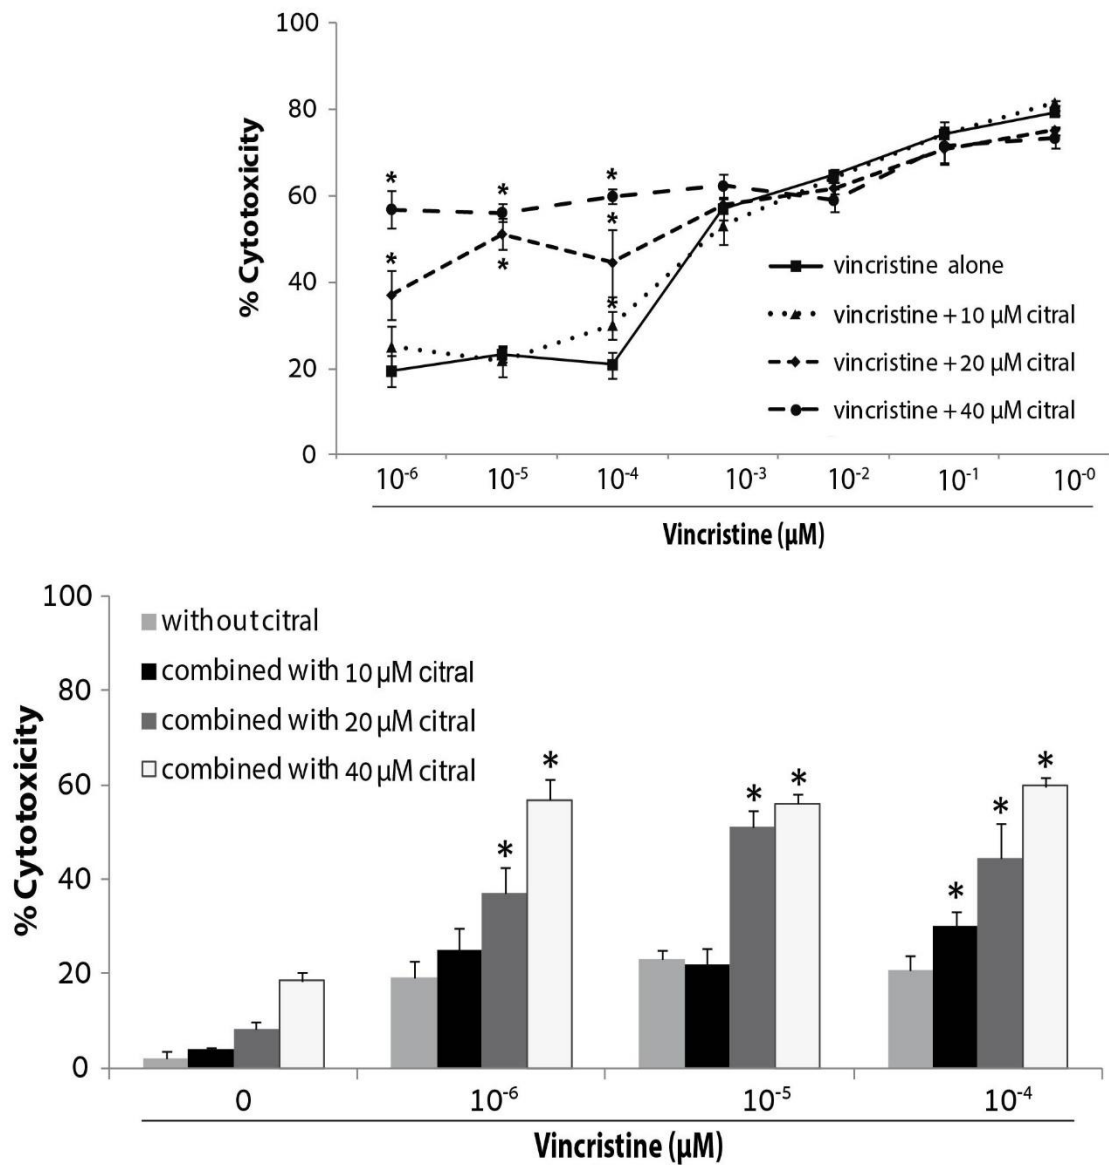 100
80
60
40
20
0
% Cytotoxicity
* * *
*
*
*
*
vincristine alone
vincristine + 10 µM citral
vincristine + 20 µM citral
vincristine + 40 µM citral
10⁻⁶ 10⁻⁵ 10⁻⁴ 10⁻³ 10⁻² 10⁻¹ 10⁻⁰
Vincristine (µM)
100
80
60
40
20
0
% Cytotoxicity
without citral
combined with 10 µM citral
combined with 20 µM citral
combined with 40 µM citral
* * * * * * *
0 10⁻⁶ 10⁻⁵ 10⁻⁴
Vincristine (µM)